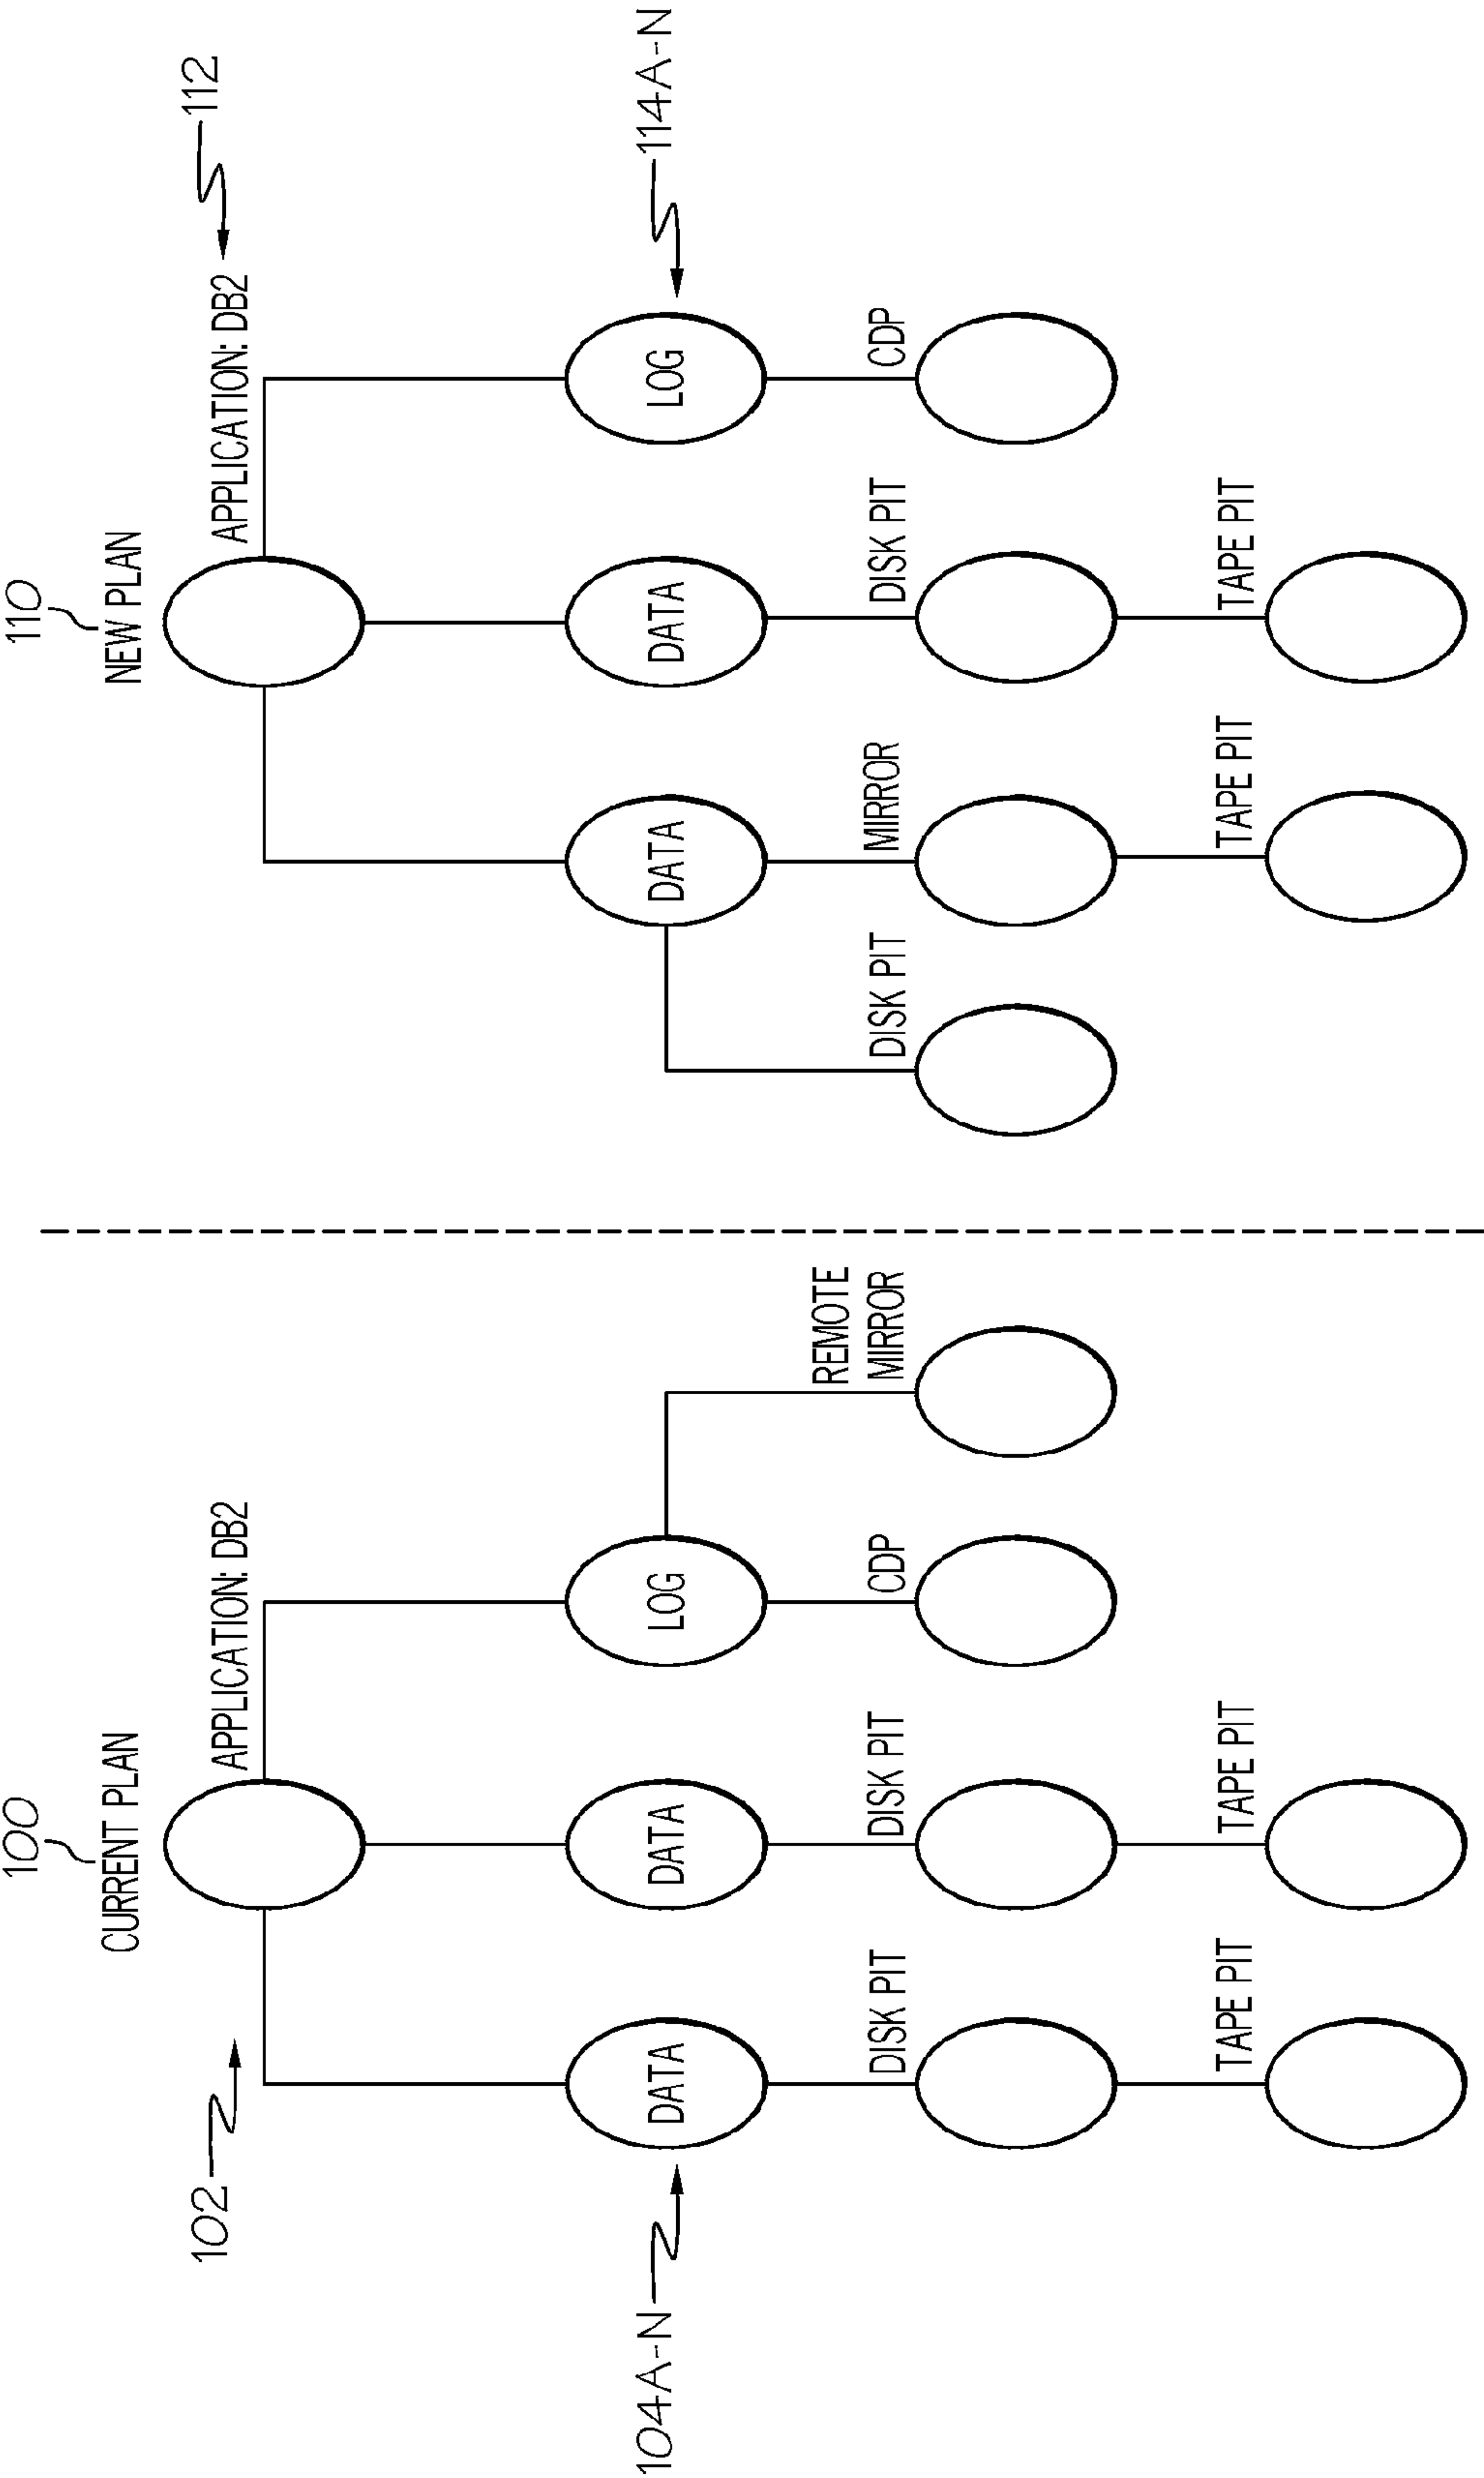 100
CURRENT PLAN
102
APPLICATION: DB2
104A-N
DATA
DATA
LOG
DISK PIT
DISK PIT
CDP
REMOTE
MIRROR
TAPE PIT
TAPE PIT
110
NEW PLAN
112
APPLICATION: DB2
114A-N
DATA
DATA
LOG
DISK PIT
MIRROR
DISK PIT
CDP
TAPE PIT
TAPE PIT